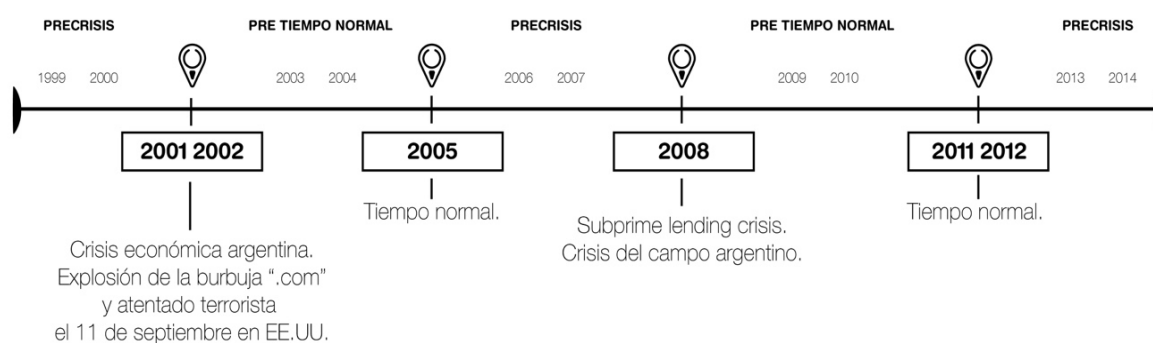 PRECRISIS
PRE TIEMPO NORMAL
PRECRISIS
PRE TIEMPO NORMAL
PRECRISIS
1999 2000
2003 2004
2006 2007
2009 2010
2013 2014
2001 2002
2005
2008
2011 2012
Crisis económica argentina.
Explosión de la burbuja “.com”
y atentado terrorista
el 11 de septiembre en EE.UU.
Tiempo normal.
Subprime lending crisis.
Crisis del campo argentino.
Tiempo normal.